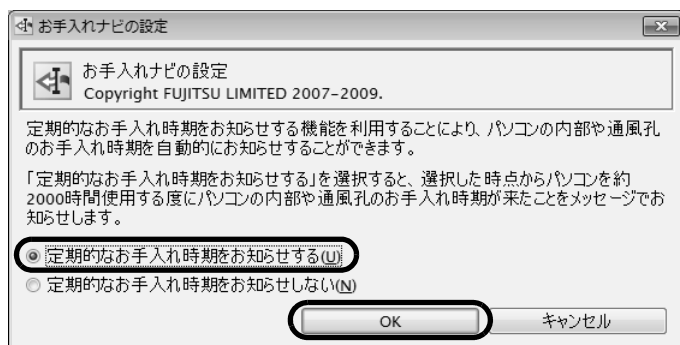 お手入れナビの設定
お手入れナビの設定
Copyright FUJITSU LIMITED 2007-2009.
定期的なお手入れ時期をお知らせする機能を利用することにより、パソコンの内部や通風孔
のお手入れ時期を自動的にお知らせすることができます。
「定期的なお手入れ時期をお知らせする」を選択すると、選択した時点からパソコンを約
2000時間使用する度にパソコンの内部や通風孔のお手入れ時期が来たことをメッセージでお
知らせします。
定期的なお手入れ時期をお知らせする(U)
定期的なお手入れ時期をお知らせしない(N)
OK キャンセル